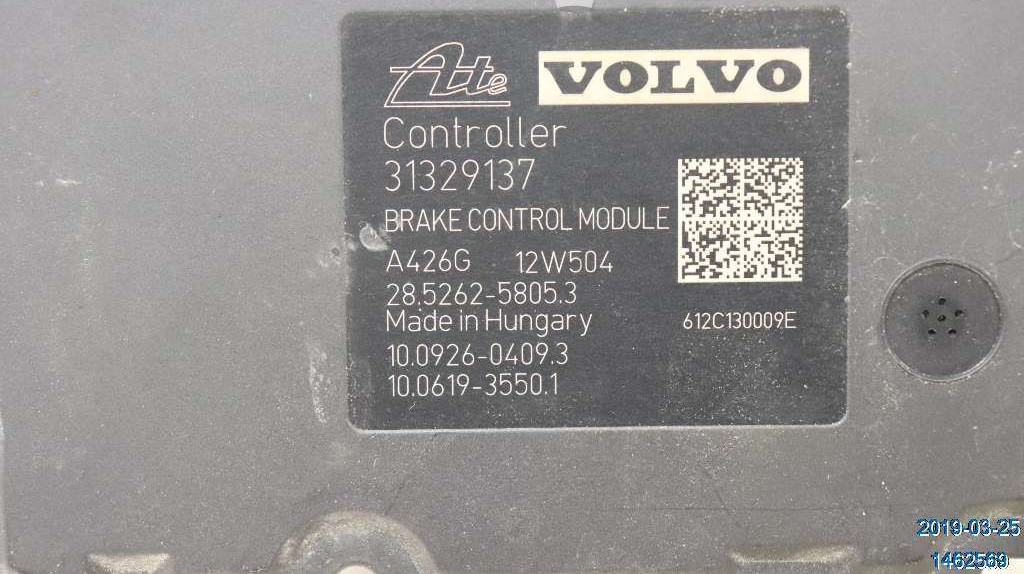 Ate VOLVO
Controller
31329137
BRAKE CONTROL MODULE
A426G 12W504
28.5262-5805.3
Made in Hungary 612C130009E
10.0926-0409.3
10.0619-3550.1
2019-03-25
1462569